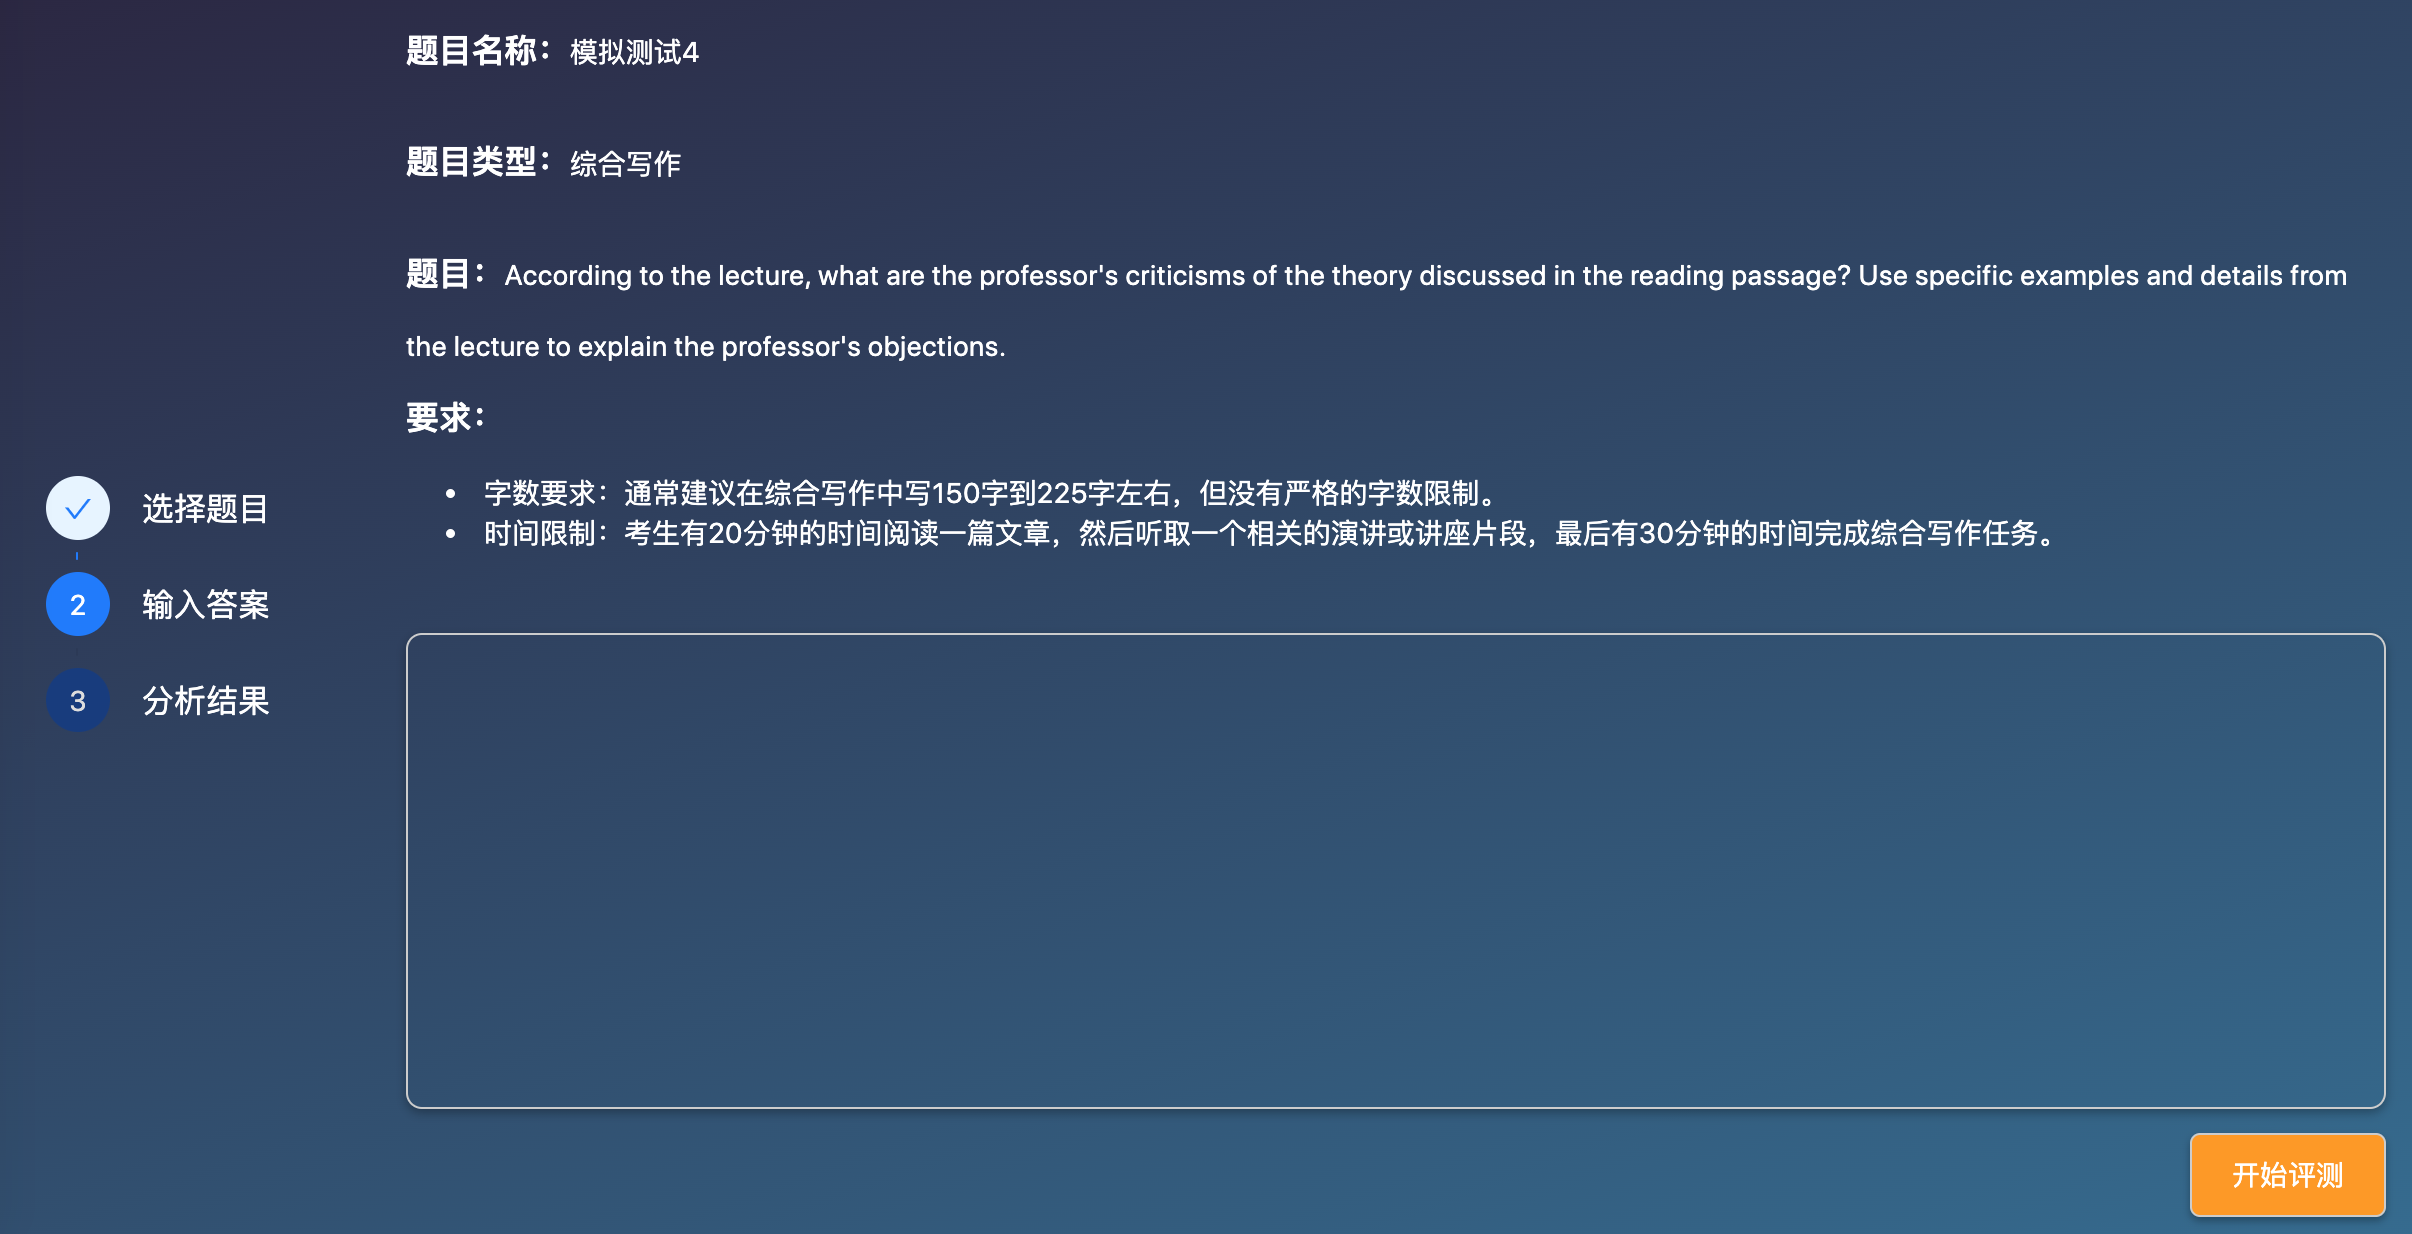 题目名称：模拟测试4
题目类型：综合写作
题目：According to the lecture, what are the professor's criticisms of the theory discussed in the reading passage? Use specific examples and details from
the lecture to explain the professor's objections.
要求：
• 字数要求：通常建议在综合写作中写150字到225字左右，但没有严格的字数限制。
• 时间限制：考生有20分钟的时间阅读一篇文章，然后听取一个相关的演讲或讲座片段，最后有30分钟的时间完成综合写作任务。
选择题目
2 输入答案
3 分析结果
开始评测